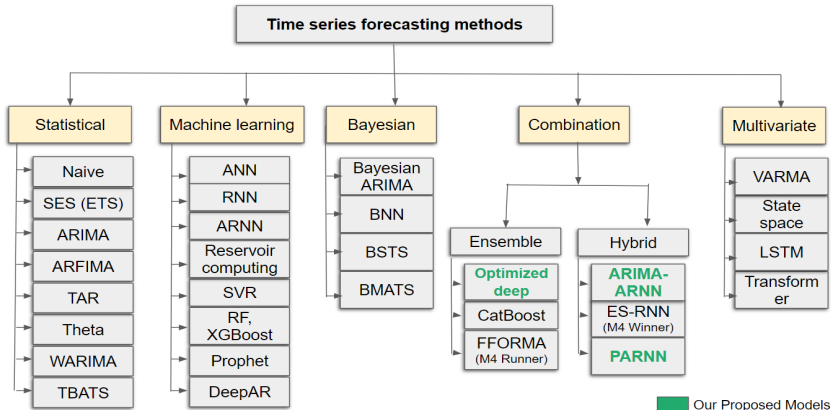 Time series forecasting methods
Statistical
Naive
SES (ETS)
ARIMA
ARFIMA
TAR
Theta
WARIMA
TBATS
Machine learning
ANN
RNN
ARNN
Reservoir
computing
SVR
RF,
XGBoost
Prophet
DeepAR
Bayesian
Bayesian
ARIMA
BNN
BSTS
BMATS
Combination
Ensemble
Optimized
deep
CatBoost
FFORMA
(M4 Runner)
Hybrid
ARIMA-
ARNN
ES-RNN
(M4 Winner)
PARNN
Multivariate
VARMA
State
space
LSTM
Transform
er
Our Proposed Models